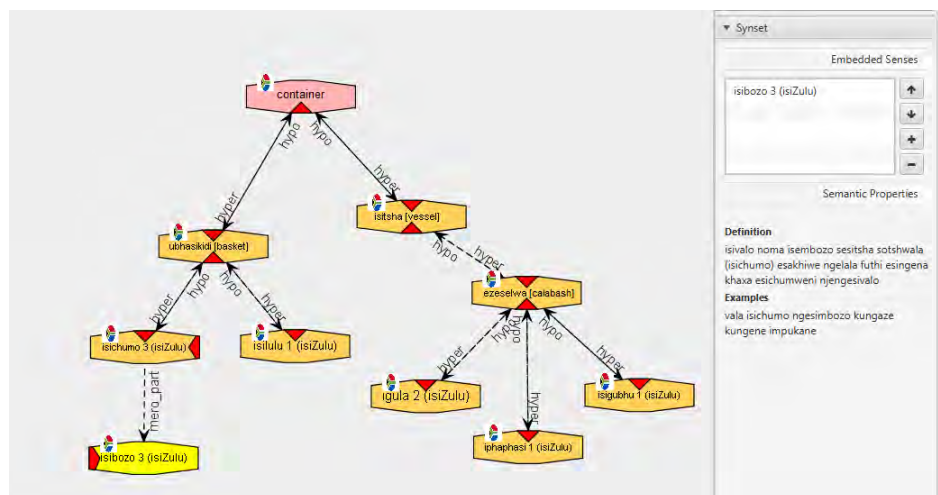 container
hypo
hypo
hyper
hyper
isitsha [vessel]
ubhasikidi [basket]
hypo
hyper
hypo
hypo
ezeselwa [calabash]
hyper
hyper
hypo
hypo
hypo
isichumo 3 (isiZulu)
isilulu 1 (isiZulu)
hyper
hyper
hyper
igula 2 (isiZulu)
isigubhu 1 (isiZulu)
mero_part
iphaphasi 1 (isiZulu)
isibozo 3 (isiZulu)
Synset
Embedded Senses
isibozo 3 (isiZulu)
Semantic Properties
Definition
isivalo noma isembozo sesitsha sotshwala
(isichumo) esakhiwe ngelala futhi esingena
khaxa esichumweni njengesivalo
Examples
vala isichumo ngesimbozo kungaze
kungene impukane